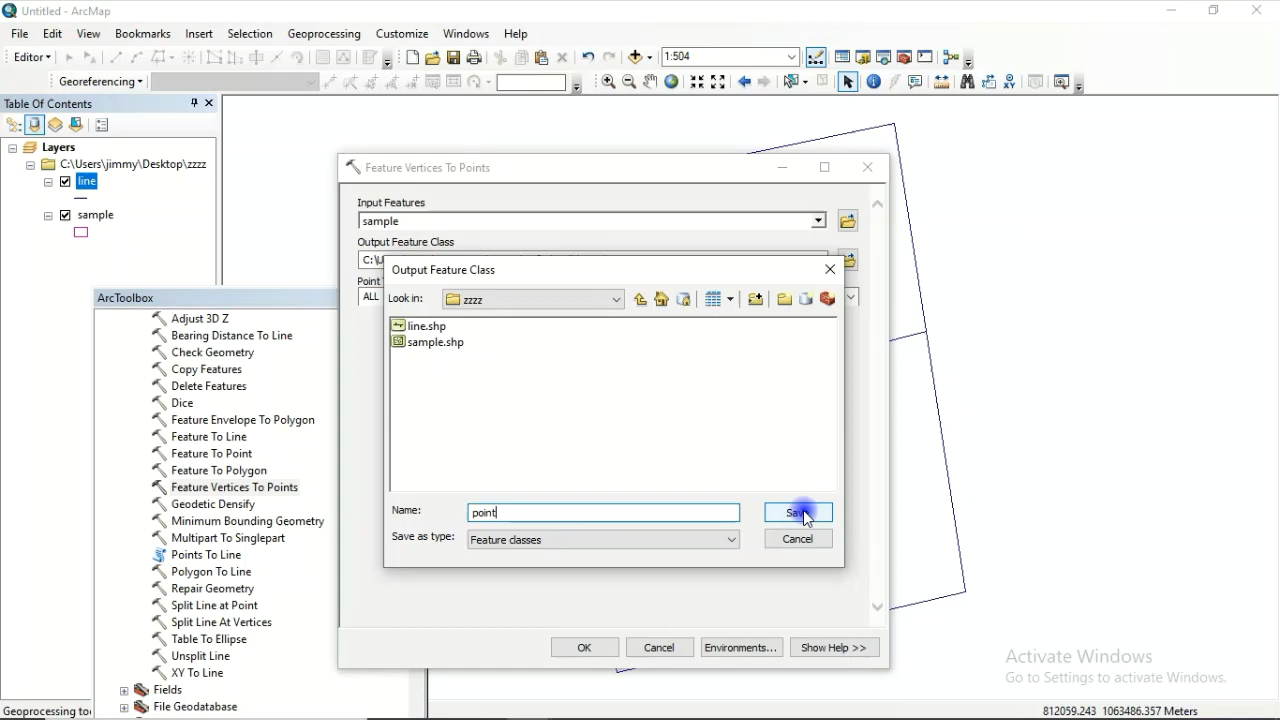 Untitled - ArcMap
File Edit View Bookmarks Insert Selection Geoprocessing Customize Windows Help
Editor 1:504
Georeferencing
Table Of Contents
Layers
C:\Users\jimmy\Desktop\zzzz
line
sample
ArcToolbox
Adjust 3D Z
Bearing Distance To Line
Check Geometry
Copy Features
Delete Features
Dice
Feature Envelope To Polygon
Feature To Line
Feature To Point
Feature To Polygon
Feature Vertices To Points
Geodetic Densify
Minimum Bounding Geometry
Multipart To Singlepart
Points To Line
Polygon To Line
Repair Geometry
Split Line at Point
Split Line At Vertices
Table To Ellipse
Unsplit Line
XY To Line
Fields
File Geodatabase
Feature Vertices To Points
Input Features
sample
Output Feature Class
Point
ALL
Output Feature Class
Look in: zzzz
line.shp
sample.shp
Name: point Save
Save as type: Feature classes Cancel
OK Cancel Environments... Show Help >>
Activate Windows
Go to Settings to activate Windows.
Geoprocessing 812059.243 1063486.357 Meters